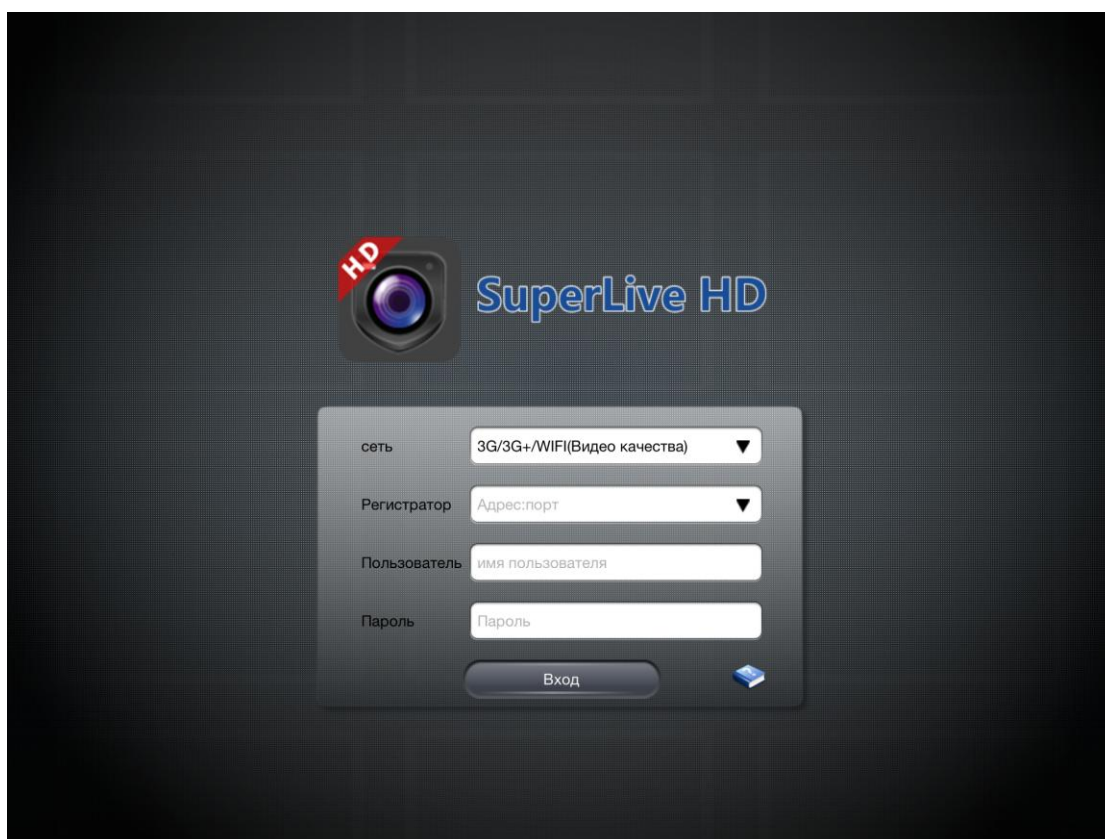 HD
SuperLive HD
сеть 3G/3G+/WIFI(Видео качества)
Регистратор Адрес:порт
Пользователь имя пользователя
Пароль Пароль
Вход